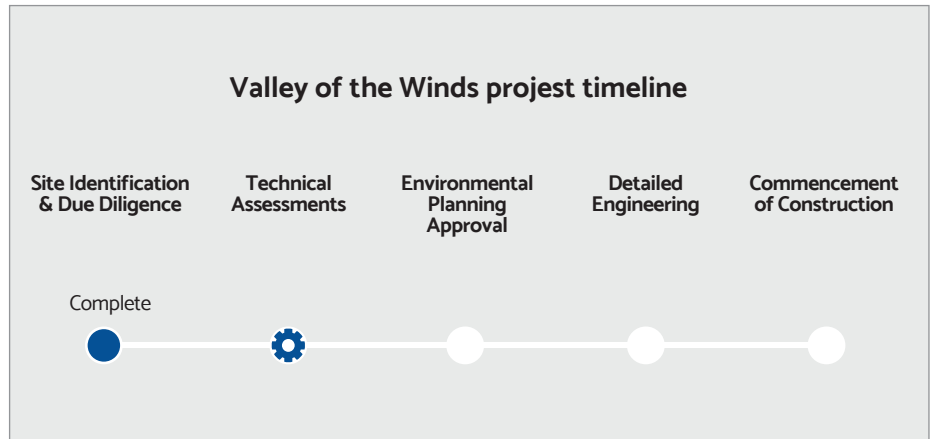 Valley of the Winds projest timeline
Site Identification
& Due Diligence
Technical
Assessments
Environmental
Planning
Approval
Detailed
Engineering
Commencement
of Construction
Complete